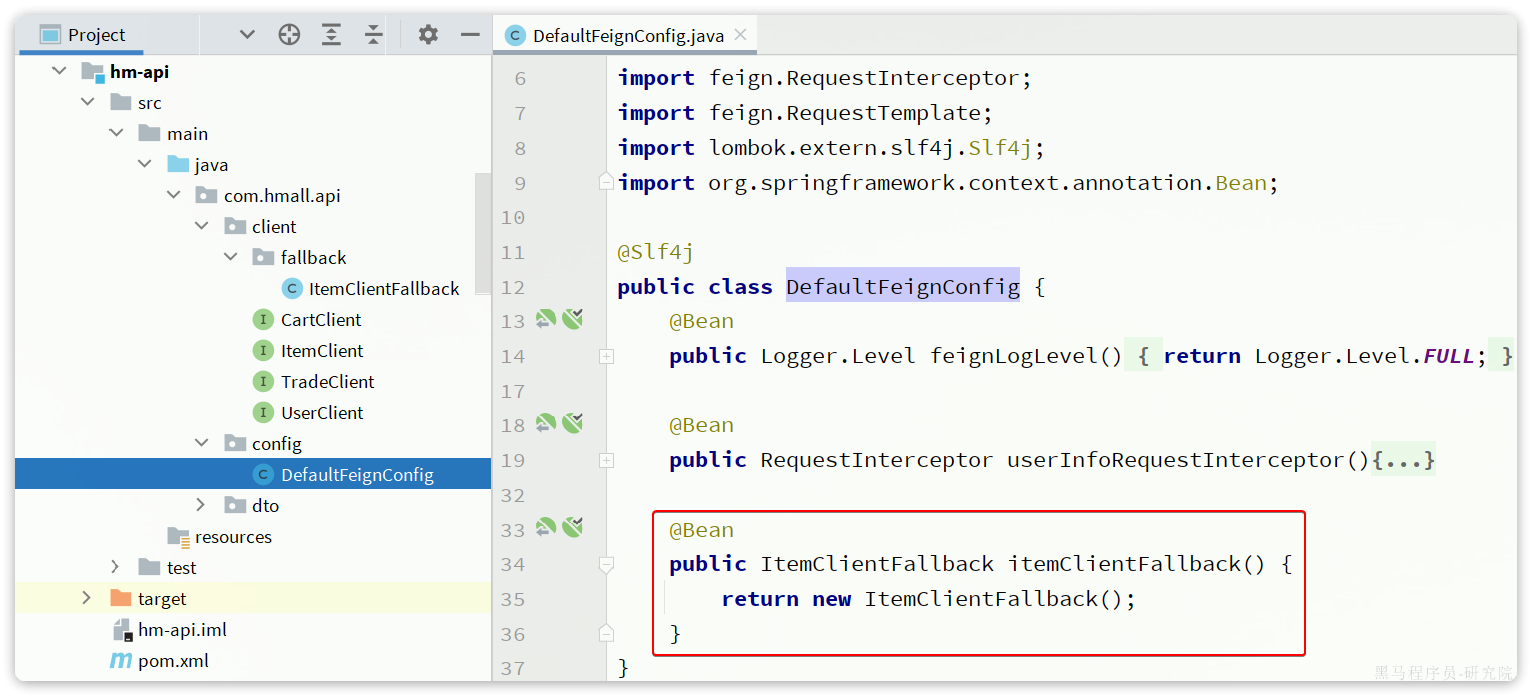 Project
DefaultFeignConfig.java
hm-api
src
main
java
com.hmall.api
client
fallback
ItemClientFallback
CartClient
ItemClient
TradeClient
UserClient
config
DefaultFeignConfig
dto
resources
test
target
hm-api.iml
pom.xml
6 import feign.RequestInterceptor;
7 import feign.RequestTemplate;
8 import lombok.extern.slf4j.Slf4j;
9 import org.springframework.context.annotation.Bean;
10
11 @Slf4j
12 public class DefaultFeignConfig {
13 @Bean
14 public Logger.Level feignLogLevel() { return Logger.Level.FULL; }
17
18 @Bean
19 public RequestInterceptor userInfoRequestInterceptor(){...}
32
33 @Bean
34 public ItemClientFallback itemClientFallback() {
35 return new ItemClientFallback();
36 }
37 }
黑马程序员-研究院